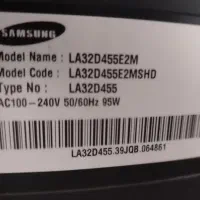 SAMSUNG
Model Name : LA32D455E2M
Model Code : LA32D455E2MSHD
Type No : LA32D455
AC100 - 240V 50/60Hz 95W
LA32D455.39JQB.064861